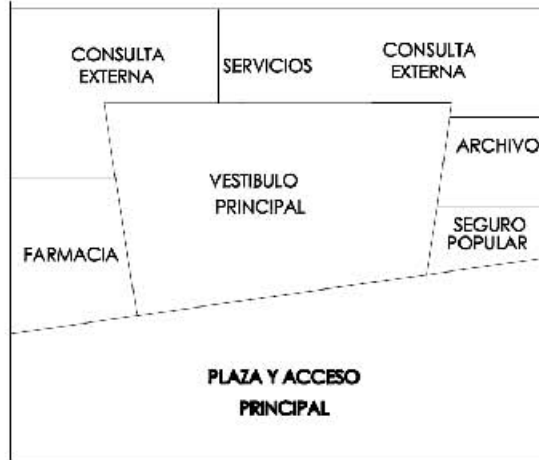 CONSULTA
EXTERNA
SERVICIOS
CONSULTA
EXTERNA
ARCHIVO
VESTIBULO
PRINCIPAL
SEGURO
POPULAR
FARMACIA
PLAZA Y ACCESO
PRINCIPAL